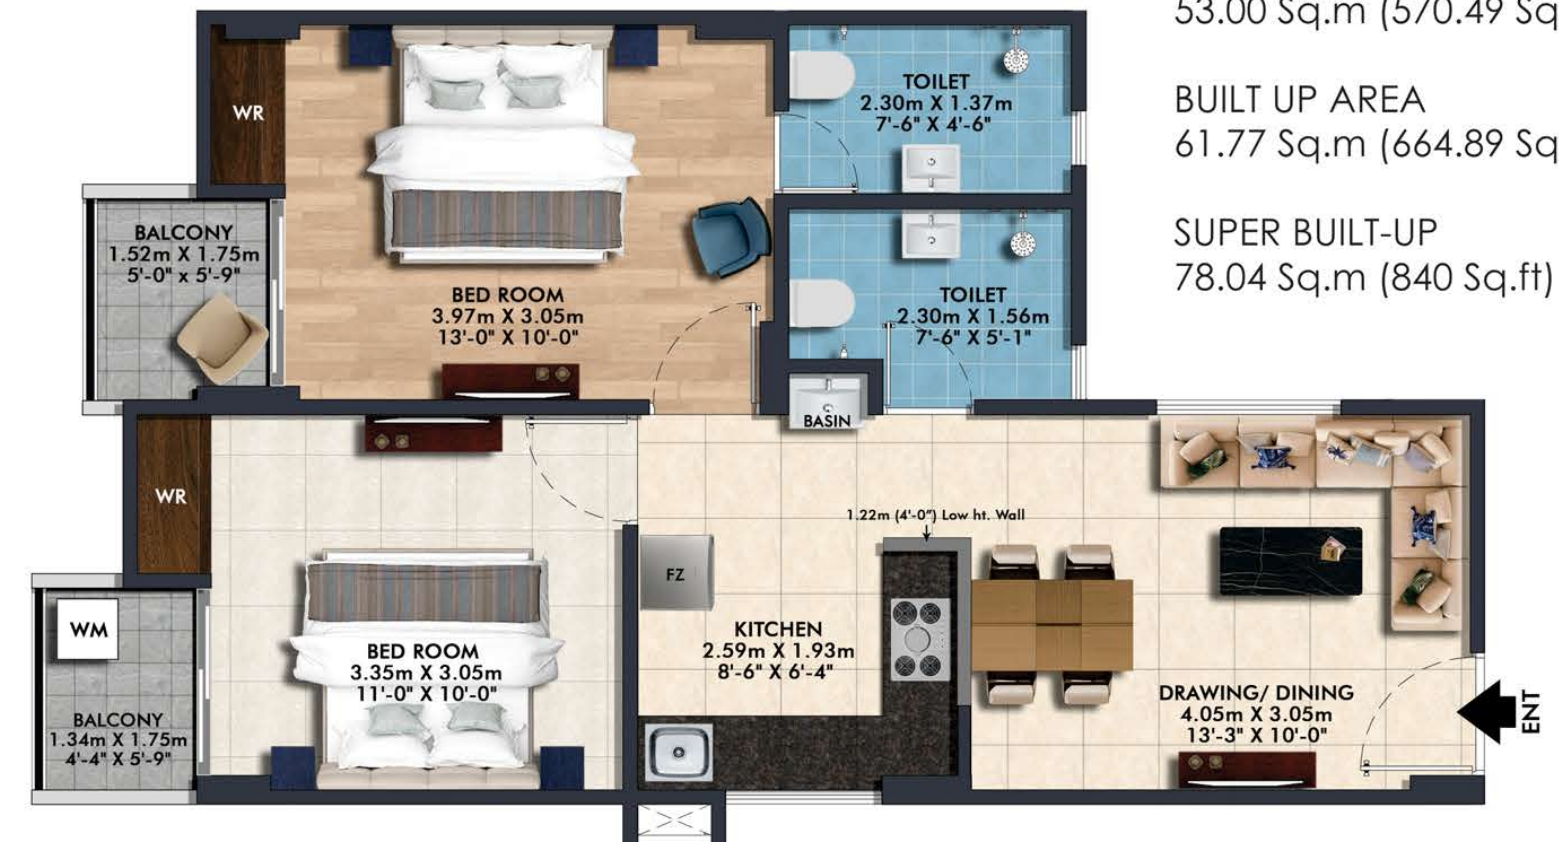 53.00 Sq.m (570.49 Sq
BUILT UP AREA
61.77 Sq.m (664.89 Sq
SUPER BUILT-UP
78.04 Sq.m (840 Sq.ft)
WR
TOILET
2.30m X 1.37m
7'-6" X 4'-6"
BALCONY
1.52m X 1.75m
5'-0" x 5'-9"
BED ROOM
3.97m X 3.05m
13'-0" X 10'-0"
TOILET
2.30m X 1.56m
7'-6" X 5'-1"
BASIN
WR
1.22m (4'-0") Low ht. Wall
FZ
WM
BED ROOM
3.35m X 3.05m
11'-0" X 10'-0"
KITCHEN
2.59m X 1.93m
8'-6" X 6'-4"
BALCONY
1.34m X 1.75m
4'-4" X 5'-9"
DRAWING/ DINING
4.05m X 3.05m
13'-3" X 10'-0"
ENT